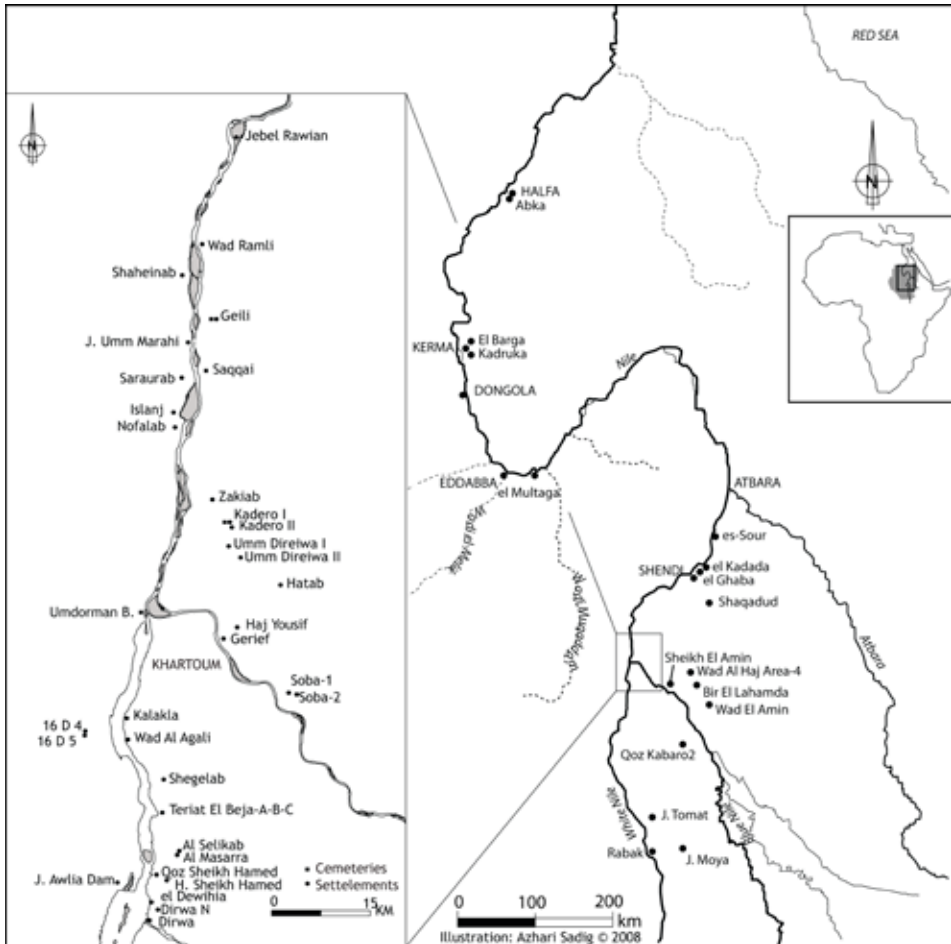 RED SEA
N
N
Jebel Rawian
HALFA
Abka
Wad Ramli
Shaheinab
Geili
J. Umm Marahi
Saqqai
Saraurab
Islanj
Nofalab
El Barga
KERMA
Kadruka
DONGOLA
Nile
EDDABBA
el Multaga
ATBARA
Zakiab
Kadero I
Kadero II
Umm Direiwa I
Umm Direiwa II
Hatab
es-Sour
SHENDI
el Kadada
el Ghaba
Shaqadud
Atbara
Umdorman B.
Haj Yousif
Gerief
KHARTOUM
Soba-1
Soba-2
Sheikh El Amin
Wad Al Haj Area-4
Bir El Lahamda
Wad El Amin
Kalakla
16 D 4
16 D 5
Wad Al Agali
Qoz Kabaro2
Shegelab
Teriat El Beja-A-B-C
White Nile
Blue Nile
J. Tomat
Rabak
J. Moya
Al Selikab
Al Masarra
Qoz Sheikh Hamed
H. Sheikh Hamed
J. Awlia Dam
el Dewihia
Dirwa N
Dirwa
Cemeteries
Settelements
0 15
KM
0 100 200
km
Illustration: Azhari Sadig © 2008